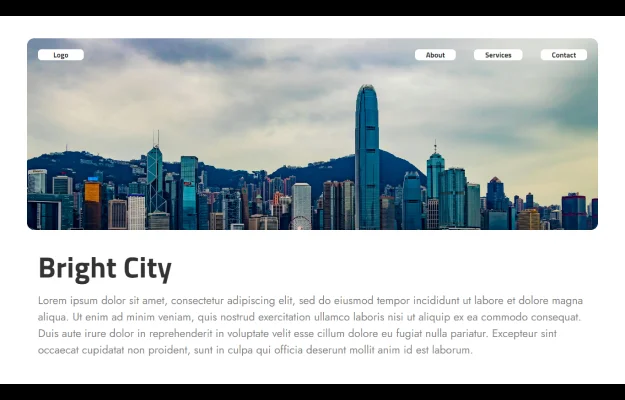 Logo
About
Services
Contact
Bright City
Lorem ipsum dolor sit amet, consectetur adipiscing elit, sed do eiusmod tempor incididunt ut labore et dolore magna
aliqua. Ut enim ad minim veniam, quis nostrud exercitation ullamco laboris nisi ut aliquip ex ea commodo consequat.
Duis aute irure dolor in reprehenderit in voluptate velit esse cillum dolore eu fugiat nulla pariatur. Excepteur sint
occaecat cupidatat non proident, sunt in culpa qui officia deserunt mollit anim id est laborum.